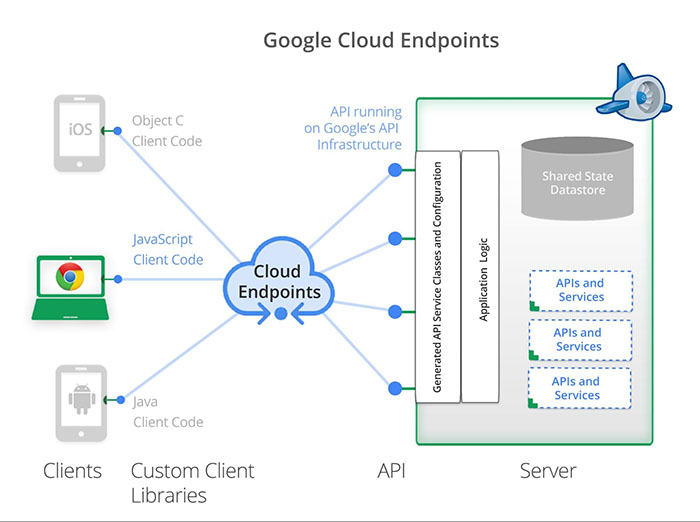 Google Cloud Endpoints
iOS
Object C
Client Code
API running
on Google's API
Infrastructure
JavaScript
Client Code
Cloud
Endpoints
Java
Client Code
Generated API Service Classes and Configuration
Application Logic
Shared State
Datastore
APIs and
Services
APIs and
Services
APIs and
Services
Clients
Custom Client
Libraries
API
Server